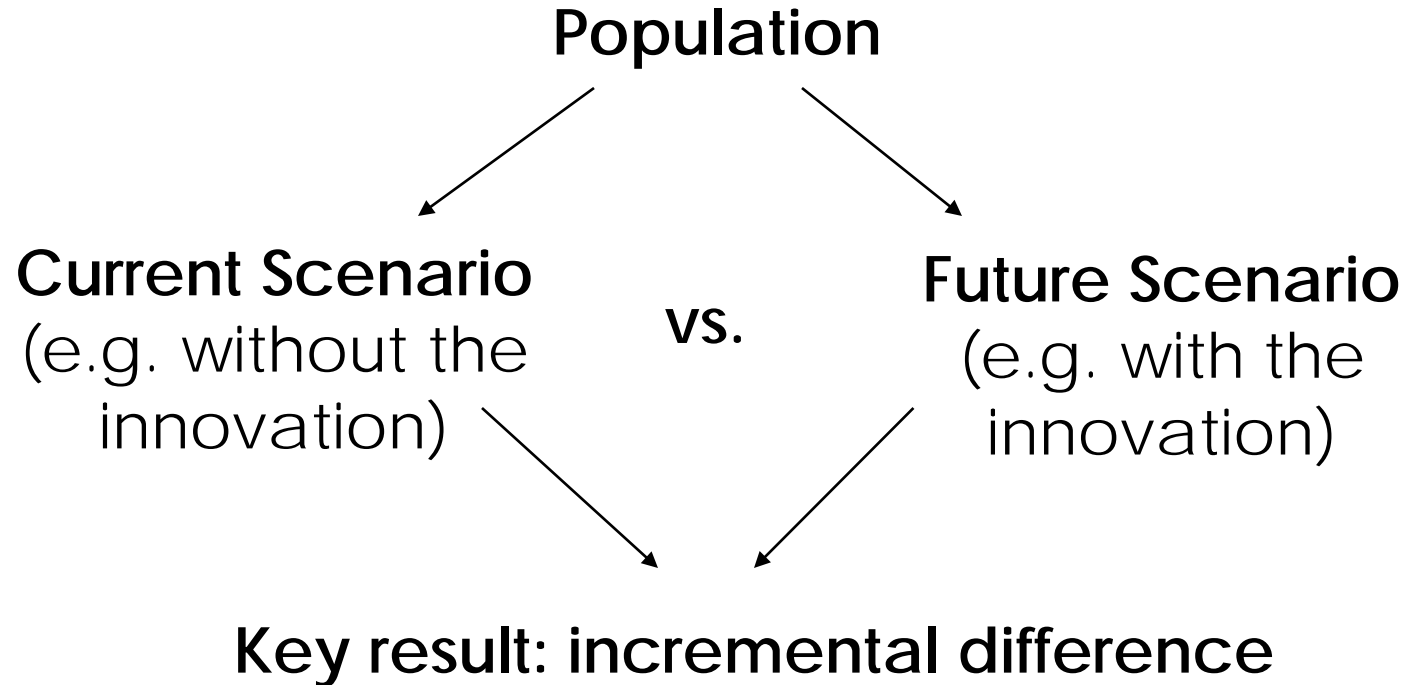 Population
Current Scenario
(e.g. without the
innovation)
vs.
Future Scenario
(e.g. with the
innovation)
Key result: incremental difference